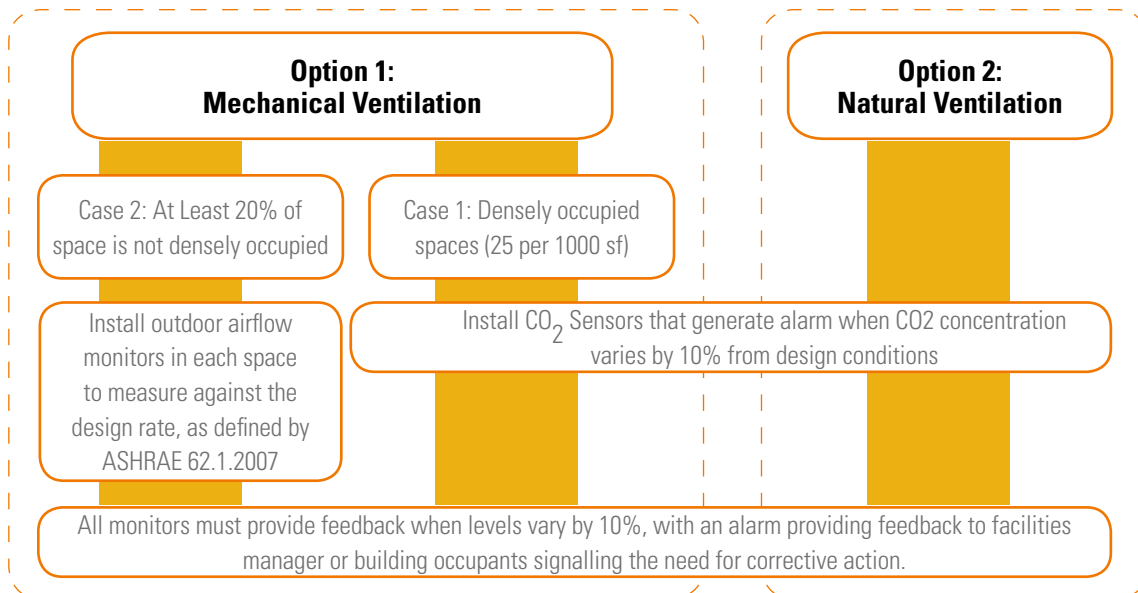 Option 1:
Mechanical Ventilation
Option 2:
Natural Ventilation
Case 2: At Least 20% of
space is not densely occupied
Case 1: Densely occupied
spaces (25 per 1000 sf)
Install outdoor airflow
monitors in each space
to measure against the
design rate, as defined by
ASHRAE 62.1.2007
Install CO2 Sensors that generate alarm when CO2 concentration
varies by 10% from design conditions
All monitors must provide feedback when levels vary by 10%, with an alarm providing feedback to facilities
manager or building occupants signalling the need for corrective action.